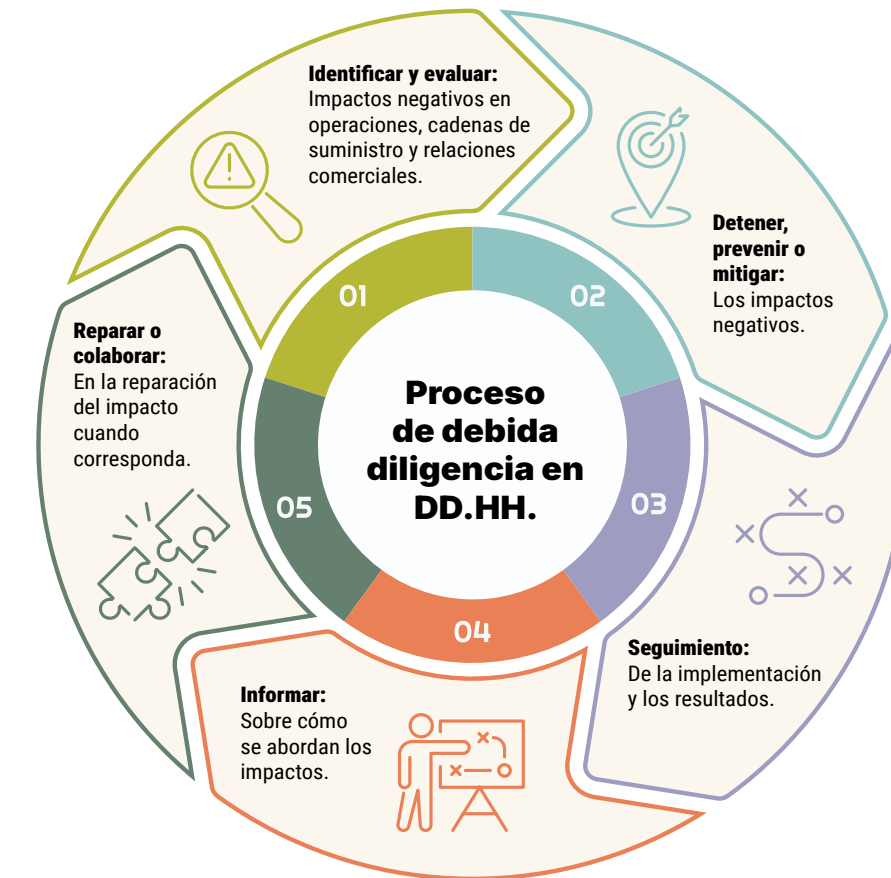 Proceso
de debida
diligencia en
DD.HH.
01
Identificar y evaluar:
Impactos negativos en
operaciones, cadenas de
suministro y relaciones
comerciales.
02
Detener,
prevenir o
mitigar:
Los impactos
negativos.
03
Seguimiento:
De la implementación
y los resultados.
04
Informar:
Sobre cómo
se abordan los
impactos.
05
Reparar o
colaborar:
En la reparación
del impacto
cuando
corresponda.